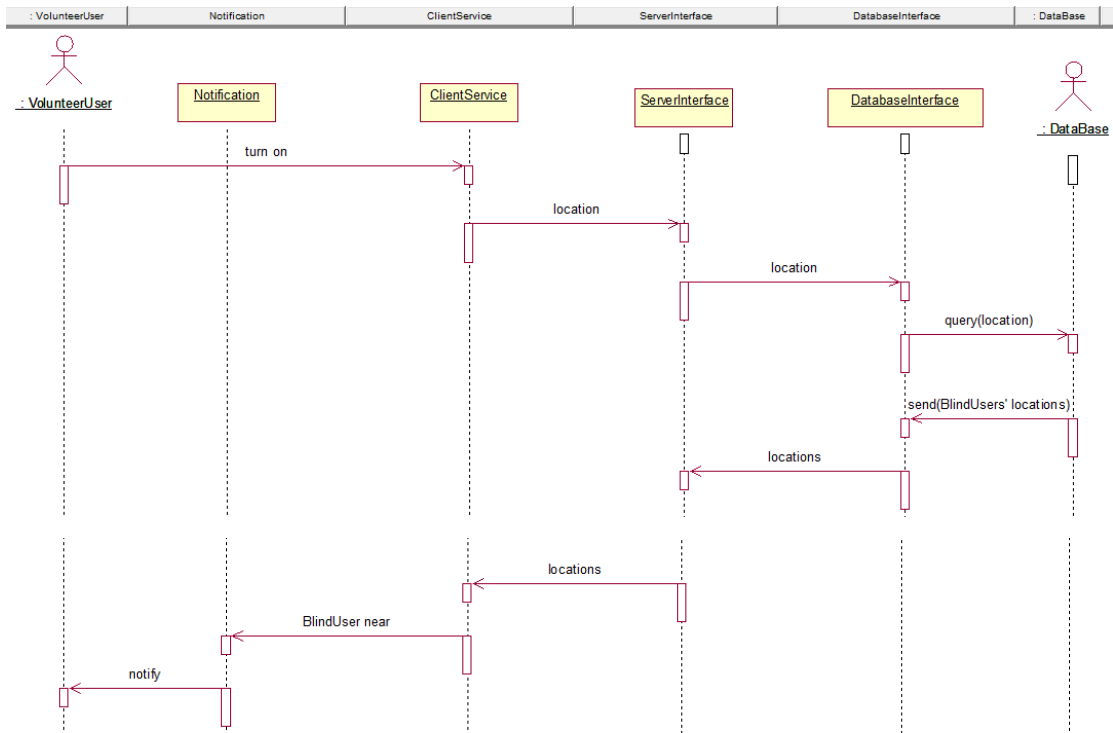 : VolunteerUser
Notification
ClientService
ServerInterface
DatabaseInterface
: DataBase
: VolunteerUser
Notification
ClientService
ServerInterface
DatabaseInterface
: DataBase
turn on
location
location
query(location)
send(BlindUsers' locations)
locations
locations
BlindUser near
notify